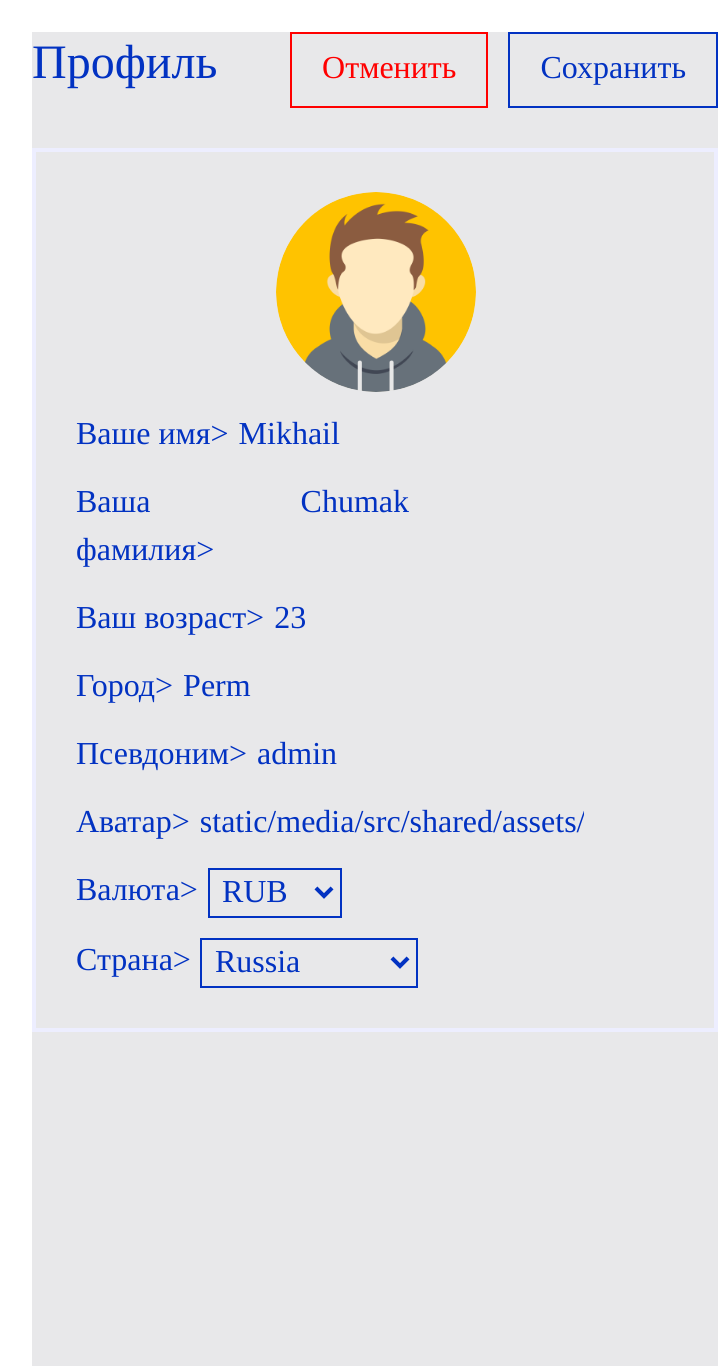 Профиль
Отменить
Сохранить
Ваше имя> Mikhail
Ваша Chumak
фамилия>
Ваш возраст> 23
Город> Perm
Псевдоним> admin
Аватар> static/media/src/shared/assets/
Валюта> RUB
Страна> Russia